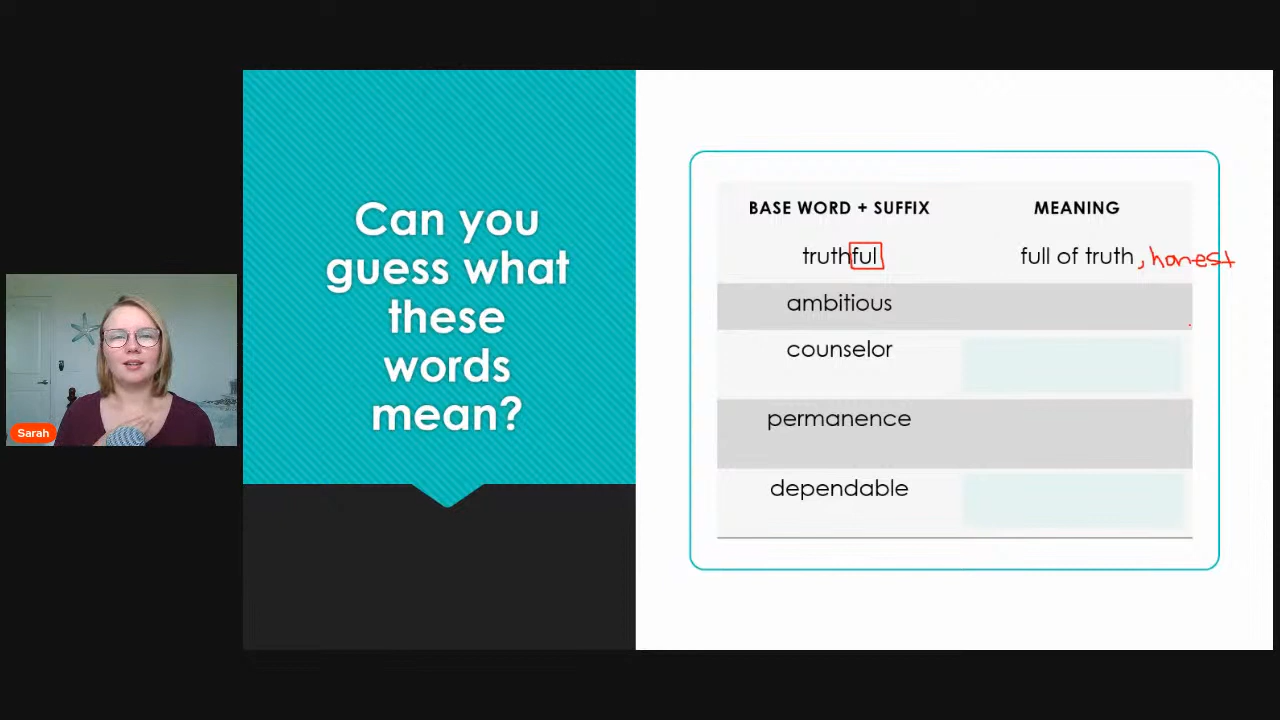 Can you
guess what
these
words
mean?
BASE WORD + SUFFIX MEANING
truthful full of truth, honest
ambitious
counselor
permanence
dependable
Sarah